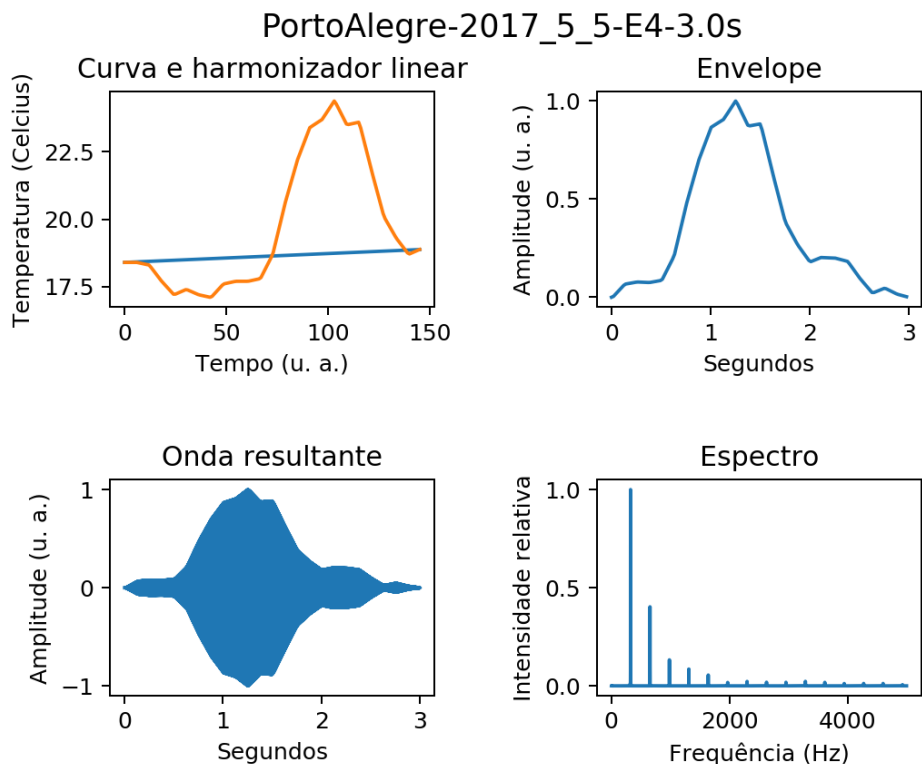 PortoAlegre-2017_5_5-E4-3.0s
Curva e harmonizador linear
Temperatura (Celcius)
22.5
20.0
17.5
0
50
100
150
Tempo (u. a.)
Envelope
Amplitude (u. a.)
1.0
0.5
0.0
0
1
2
3
Segundos
Onda resultante
Amplitude (u. a.)
1
0
−1
0
1
2
3
Segundos
Espectro
Intensidade relativa
1.0
0.5
0.0
0
2000
4000
Frequência (Hz)